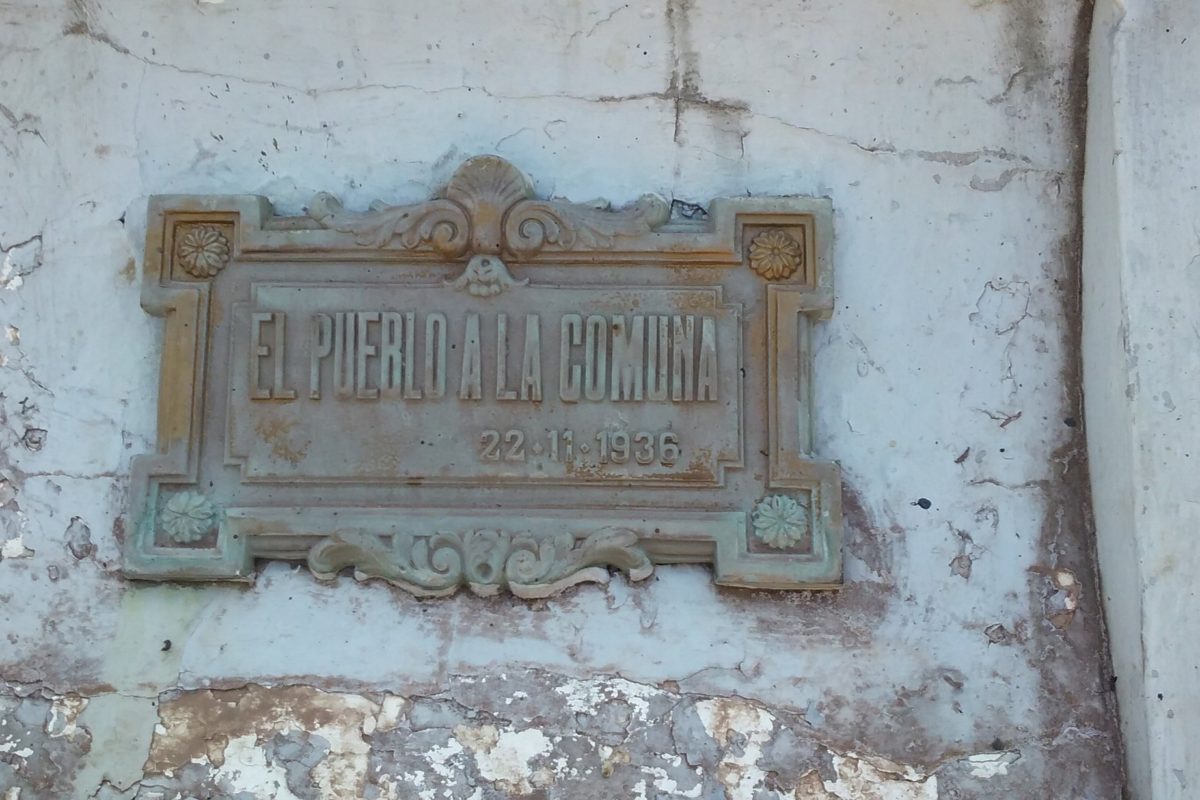 EL PUEBLO A LA COMUNA
22·11·1936